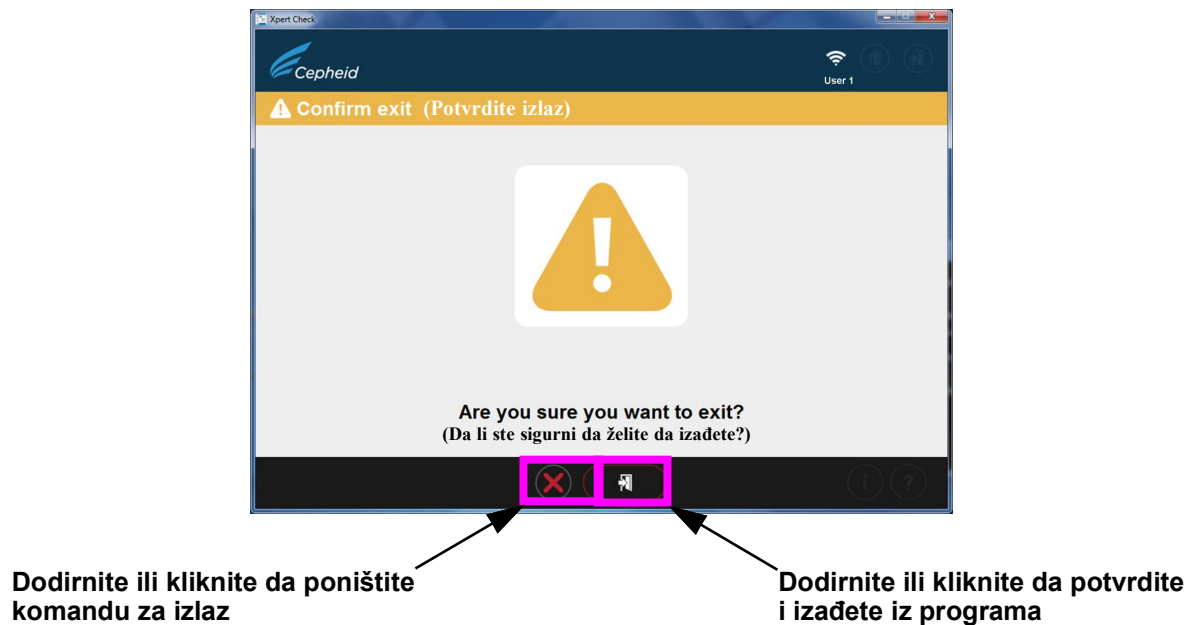 Xpert Check
Cepheid
User 1
Confirm exit (Potvrdite izlaz)
Are you sure you want to exit?
(Da li ste sigurni da želite da izađete?)
i ?
Dodirnite ili kliknite da poništite
komandu za izlaz
Dodirnite ili kliknite da potvrdite
i izađete iz programa